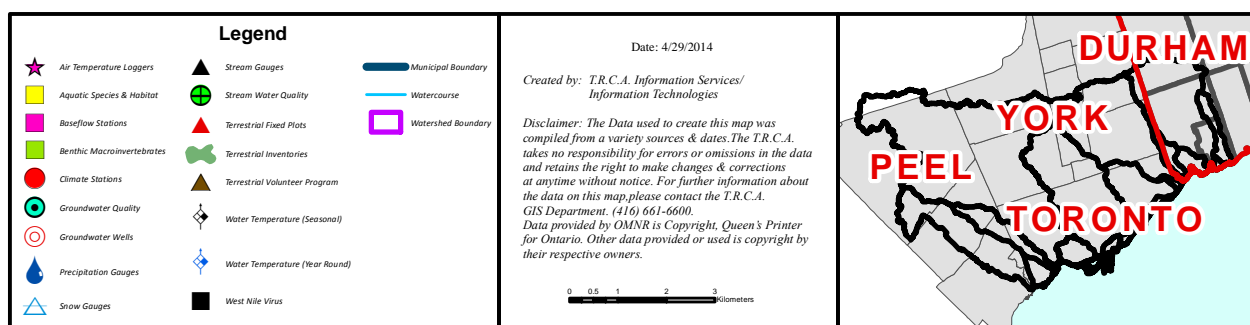 Legend
Air Temperature Loggers
Aquatic Species & Habitat
Baseflow Stations
Benthic Macroinvertebrates
Climate Stations
Groundwater Quality
Groundwater Wells
Precipitation Gauges
Snow Gauges
Stream Gauges
Stream Water Quality
Terrestrial Fixed Plots
Terrestrial Inventories
Terrestrial Volunteer Program
Water Temperature (Seasonal)
Water Temperature (Year Round)
West Nile Virus
Municipal Boundary
Watercourse
Watershed Boundary
Date: 4/29/2014
Created by: T.R.C.A. Information Services/
Information Technologies
Disclaimer: The Data used to create this map was
compiled from a variety sources & dates.The T.R.C.A.
takes no responsibility for errors or omissions in the data
and retains the right to make changes & corrections
at anytime without notice. For further information about
the data on this map,please contact the T.R.C.A.
GIS Department. (416) 661-6600.
Data provided by OMNR is Copyright, Queen's Printer
for Ontario. Other data provided or used is copyright by
their respective owners.
0 0.5 1 2 3
Kilometers
DURHAM
YORK
PEEL
TORONTO